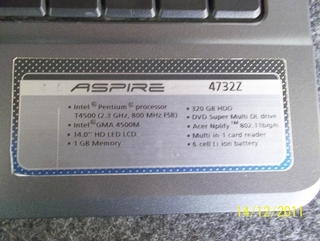 ASPIRE 4732Z
• Intel® Pentium® processor
T4500 (2.3 GHz, 800 MHz FSB)
• Intel® GMA 4500M
• 14.0" HD LED LCD
• 1 GB Memory
• 320 GB HDD
• DVD Super Multi DL drive
• Acer Nplify™ 802.11b/g/n
• Multi in 1 card reader
• 6 cell Li ion battery
14/12/2011